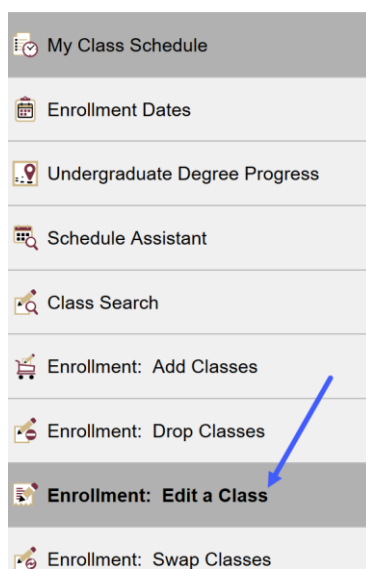 My Class Schedule
Enrollment Dates
Undergraduate Degree Progress
Schedule Assistant
Class Search
Enrollment: Add Classes
Enrollment: Drop Classes
Enrollment: Edit a Class
Enrollment: Swap Classes